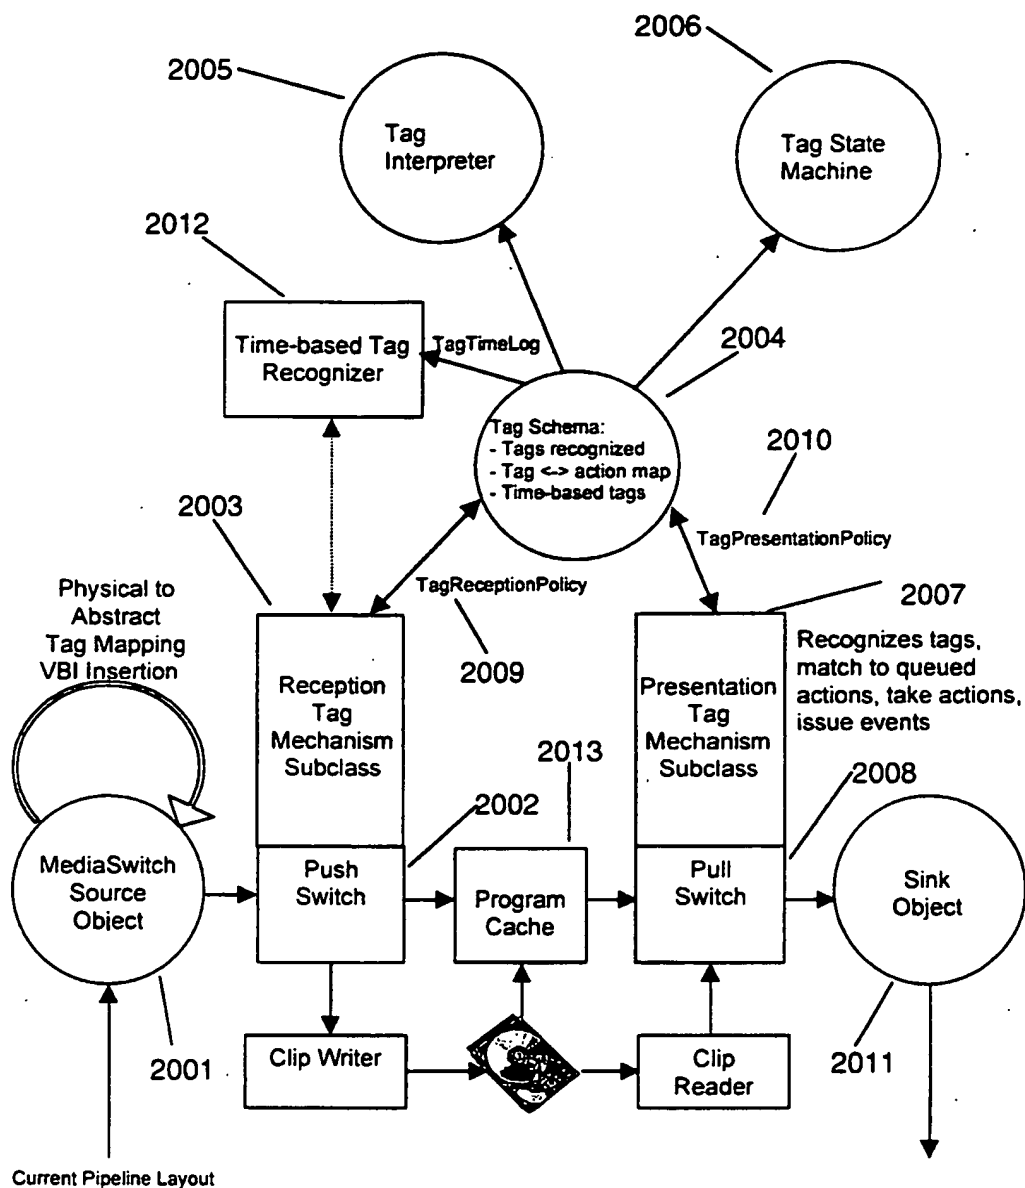 2006
2005
Tag
Interpreter
Tag State
Machine
2012
Time-based Tag
Recognizer
TagTimeLog
2004
Tag Schema:
- Tags recognized
- Tag <-> action map
- Time-based tags
2010
2003
TagPresentationPolicy
TagReceptionPolicy
Physical to
Abstract
Tag Mapping
VBI Insertion
2009
2007
Recognizes tags,
match to queued
actions, take actions,
issue events
Reception
Tag
Mechanism
Subclass
Presentation
Tag
Mechanism
Subclass
2013
2002
2008
MediaSwitch
Source
Object
Push
Switch
Program
Cache
Pull
Switch
Sink
Object
2001
Clip Writer
Clip
Reader
2011
Current Pipeline Layout